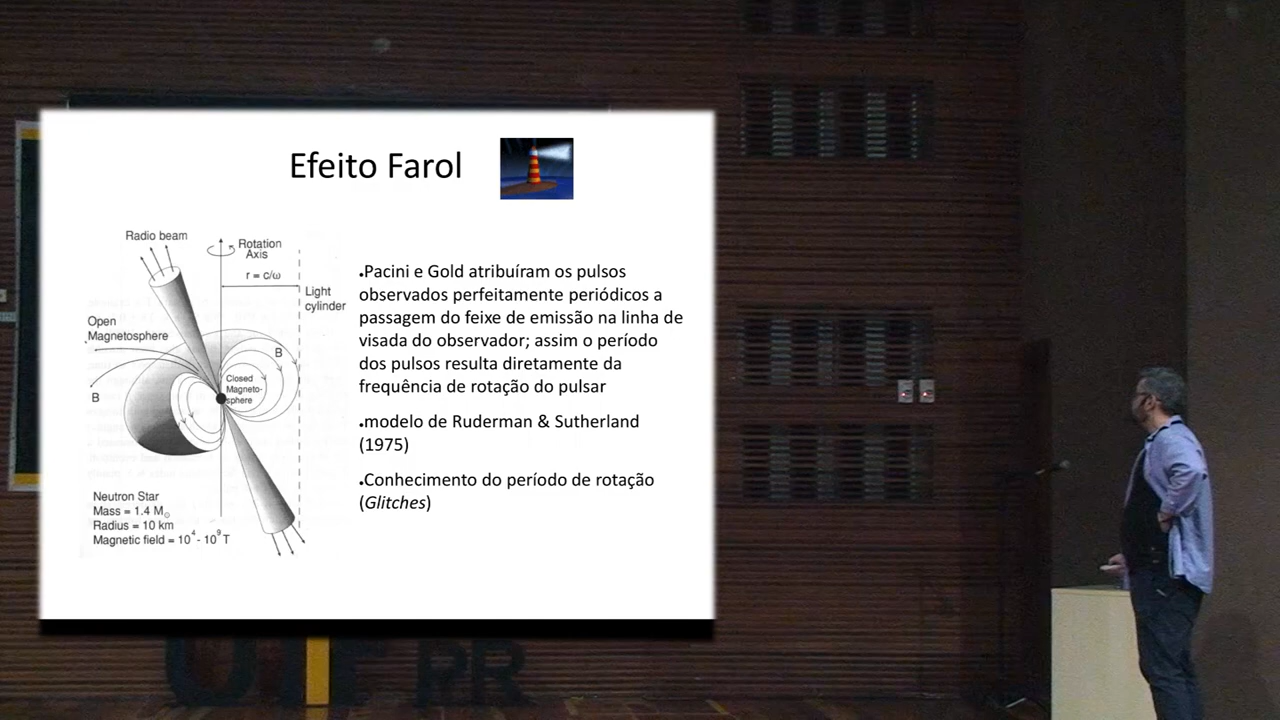 Efeito Farol
Radio beam
Rotation
Axis
r = c/ω
Light
cylinder
Open
Magnetosphere
B
B
Closed
Magneto-
sphere
Neutron Star
Mass = 1.4 M☉
Radius = 10 km
Magnetic field = 10⁴ - 10⁹ T
•Pacini e Gold atribuíram os pulsos
observados perfeitamente periódicos a
passagem do feixe de emissão na linha de
visada do observador; assim o período
dos pulsos resulta diretamente da
frequência de rotação do pulsar
•modelo de Ruderman & Sutherland
(1975)
•Conhecimento do período de rotação
(Glitches)
UTFPR